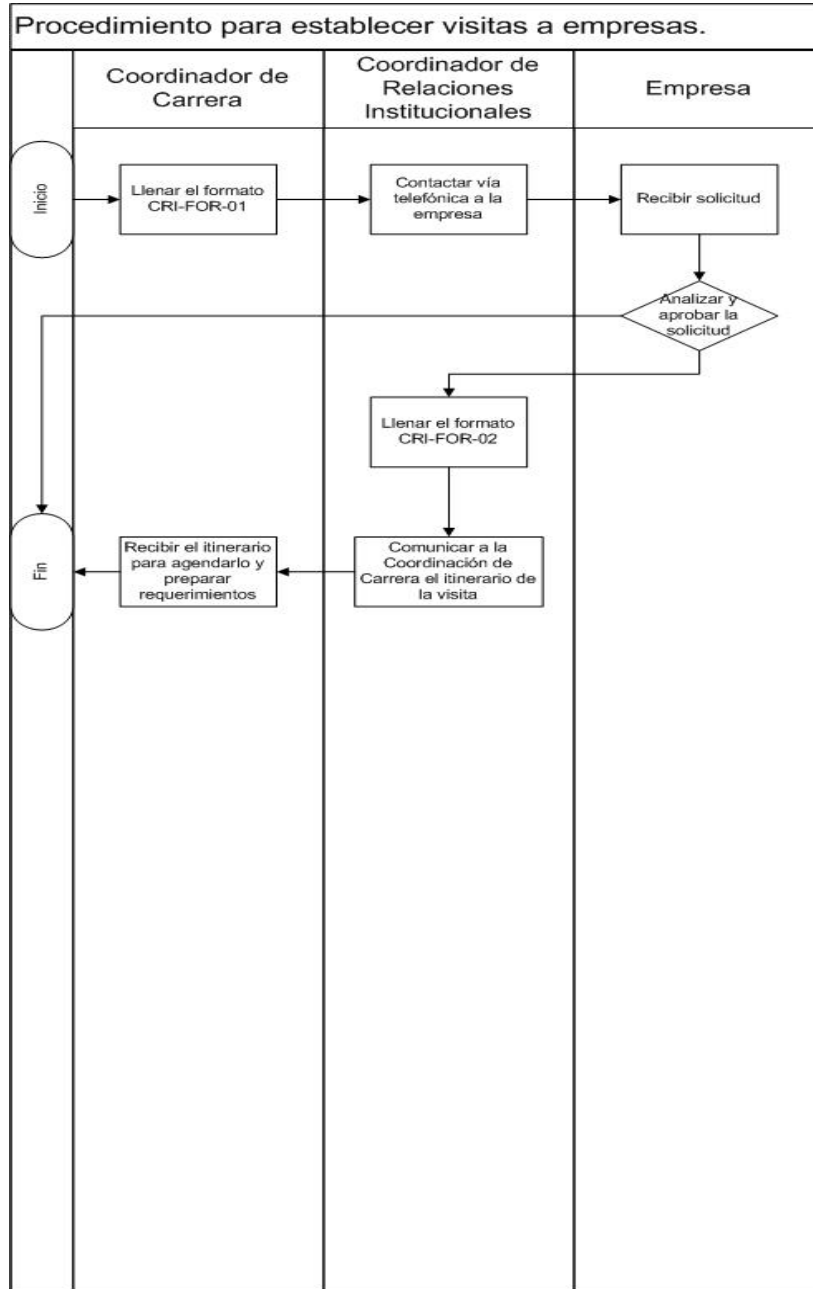 Procedimiento para establecer visitas a empresas.
Coordinador de
Carrera
Coordinador de
Relaciones
Institucionales
Empresa
Inicio
Llenar el formato
CRI-FOR-01
Contactar vía
telefónica a la
empresa
Recibir solicitud
Analizar y
aprobar la
solicitud
Llenar el formato
CRI-FOR-02
Fin
Recibir el itinerario
para agendarlo y
preparar
requerimientos
Comunicar a la
Coordinación de
Carrera el itinerario de
la visita